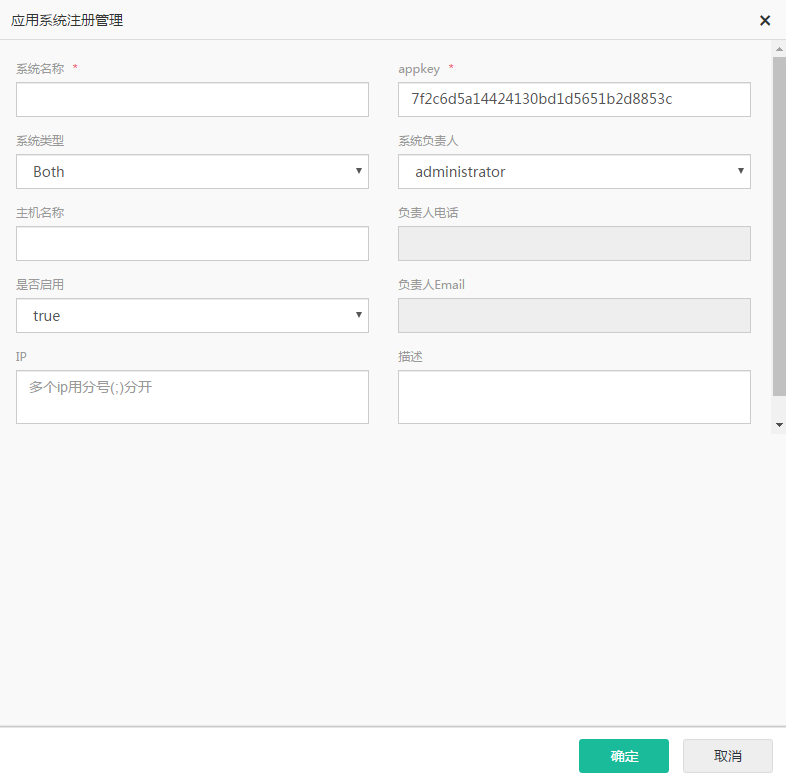 应用系统注册管理 ×
系统名称 * appkey *
7f2c6d5a14424130bd1d5651b2d8853c
系统类型 系统负责人
Both administrator
主机名称 负责人电话
是否启用 负责人Email
true
IP 描述
多个ip用分号(;)分开
确定 取消